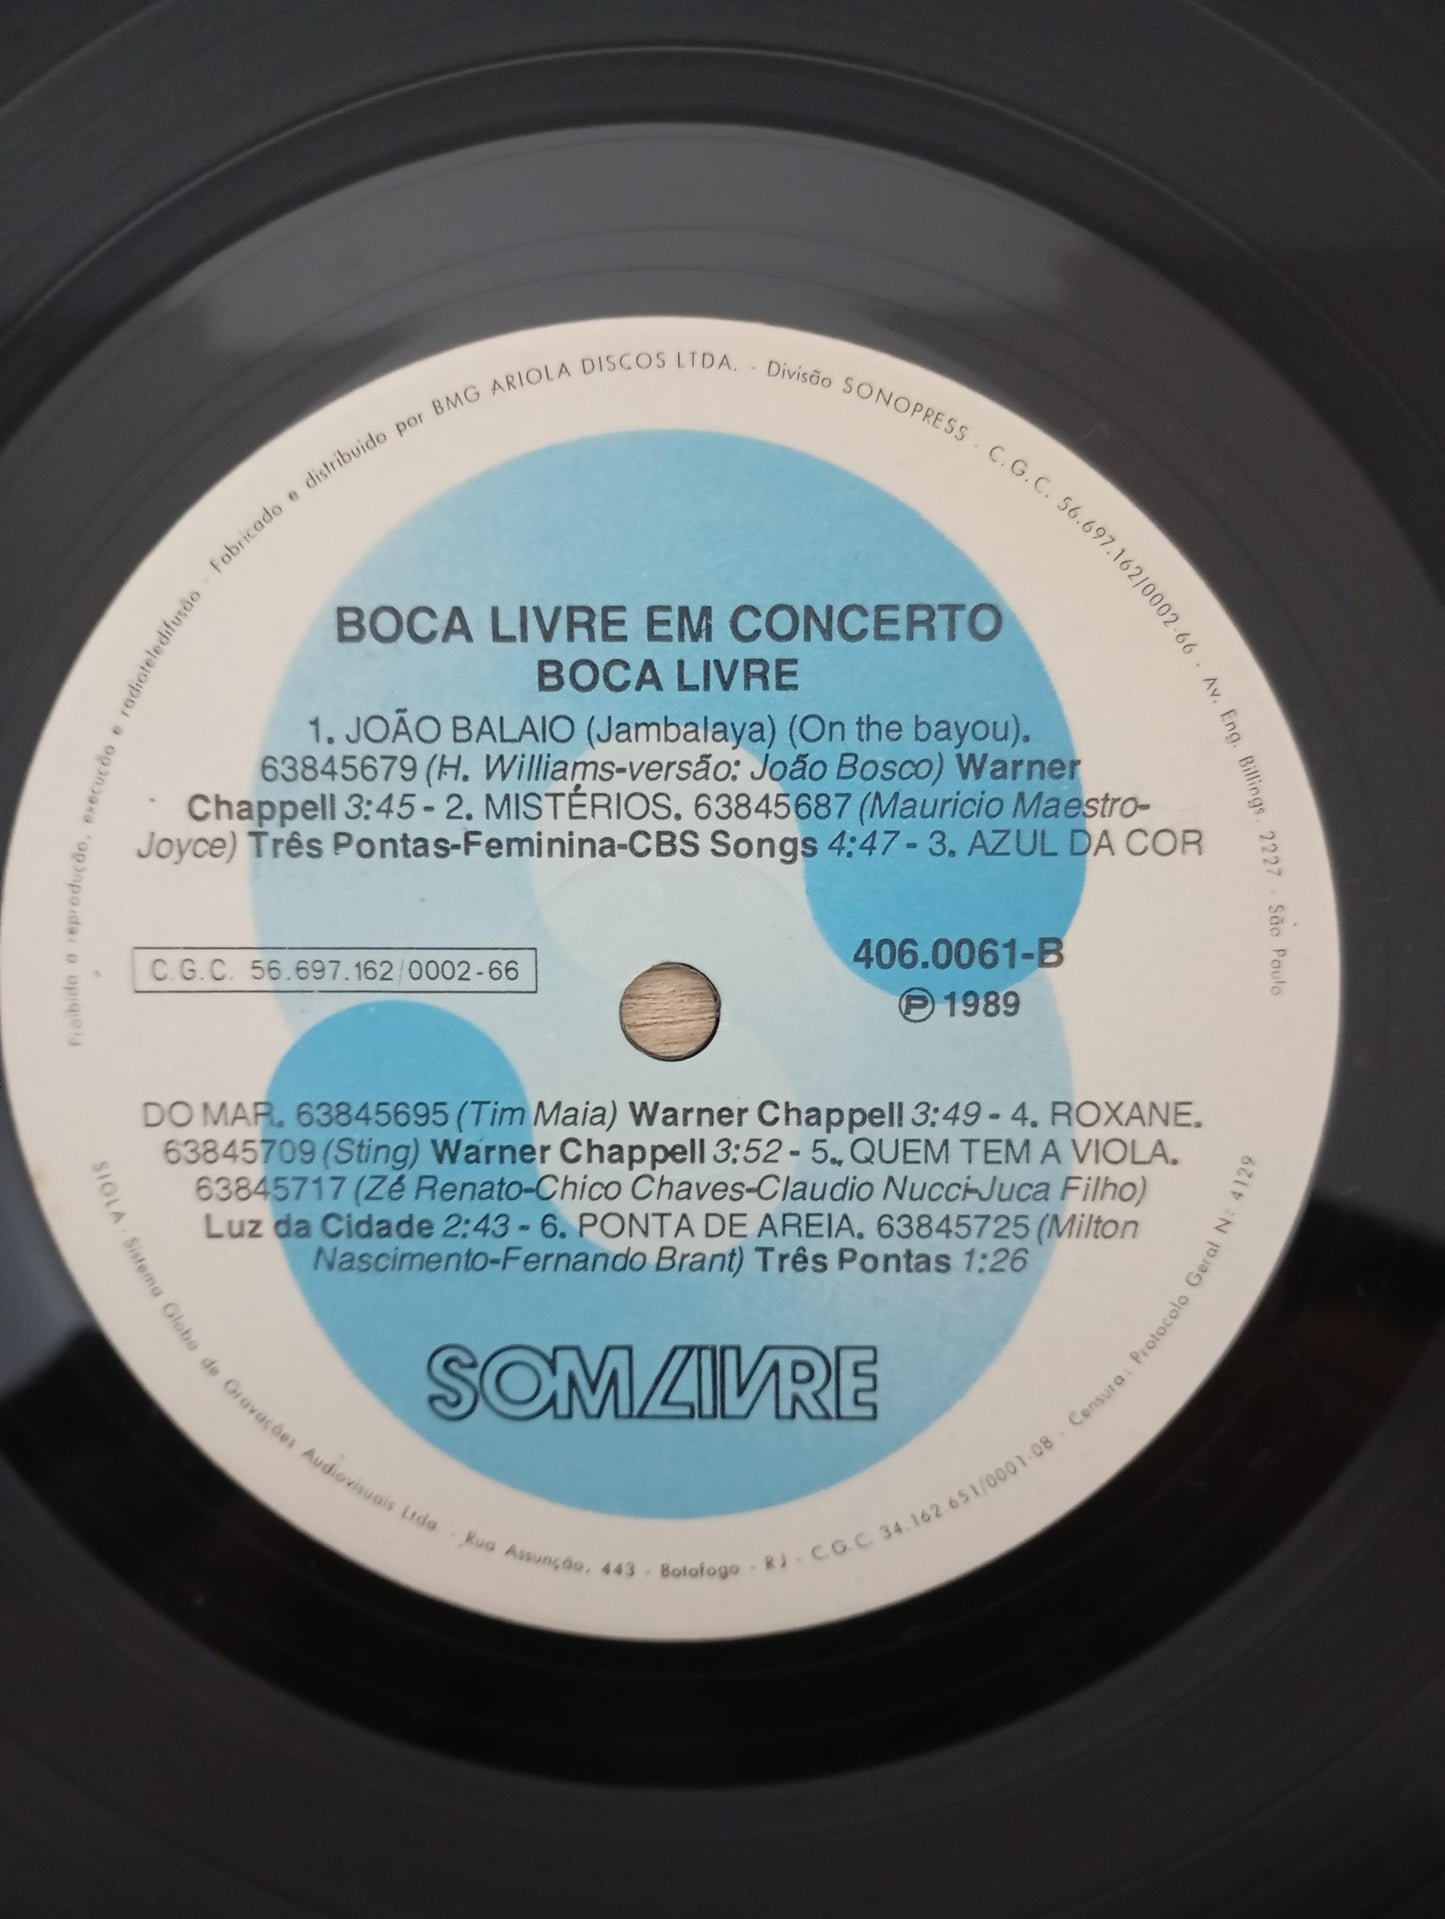 BOCA LIVRE EM CONCERTO
BOCA LIVRE
1. JOÃO BALAIO (Jambalaya) (On the bayou).
63845679 (H. Williams-versão: João Bosco) Warner
Chappell 3:45 - 2. MISTÉRIOS. 63845687 (Mauricio Maestro-
Joyce) Três Pontas-Feminina-CBS Songs 4:47 - 3. AZUL DA COR
C.G.C. 56.697.162/0002-66
406.0061-B
Ⓟ 1989
DO MAR. 63845695 (Tim Maia) Warner Chappell 3:49 - 4. ROXANE.
63845709 (Sting) Warner Chappell 3:52 - 5. QUEM TEM A VIOLA.
63845717 (Zé Renato-Chico Chaves-Claudio Nucci-Juca Filho)
Luz da Cidade 2:43 - 6. PONTA DE AREIA. 63845725 (Milton
Nascimento-Fernando Brant) Três Pontas 1:26
SOM LIVRE
Proibida a reprodução, execução e radioteledifusão - Fabricado e distribuido por BMG ARIOLA DISCOS LTDA. - Divisão SONOPRESS - C.G.C. 56.697.162/0002-66 - Av. Eng. Billings, 2227 - São Paulo
SIGLA - Sistema Globo de Gravações Audiovisuais Ltda - Rua Assunção, 443 - Botafogo - RJ - C.G.C. 34.162.651/0001-08 - Censura: Protocolo Geral Nº 4129